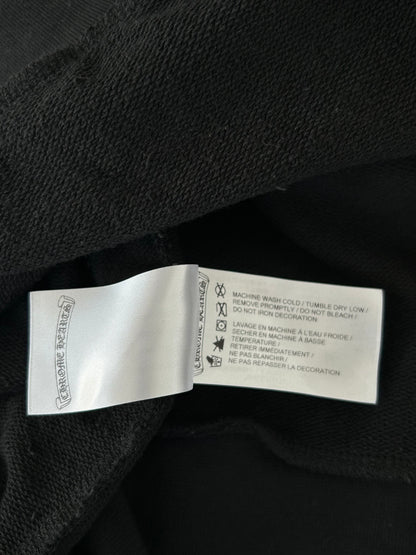 CHROME HEARTS
CHROME HEARTS
MACHINE WASH COLD / TUMBLE DRY LOW /
REMOVE PROMPTLY / DO NOT BLEACH /
DO NOT IRON DECORATION
LAVAGE EN MACHINE À L'EAU FROIDE /
SECHER EN MACHINE À BASSE
TEMPERATURE /
RETIRER IMMÉDIATEMENT /
NE PAS BLANCHIR /
NE PAS REPASSER LA DECORATION